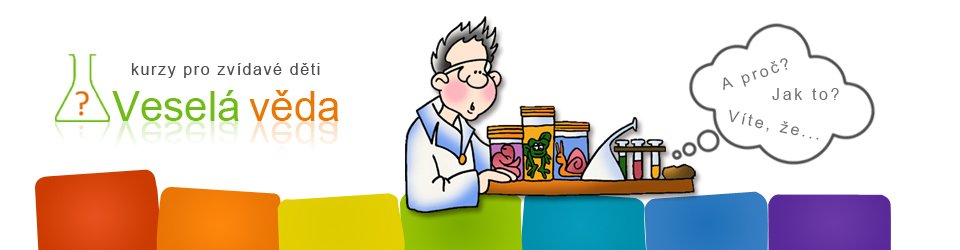 kurzy pro zvídavé děti
?
Veselá věda
A proč?
Jak to?
Víte, že...